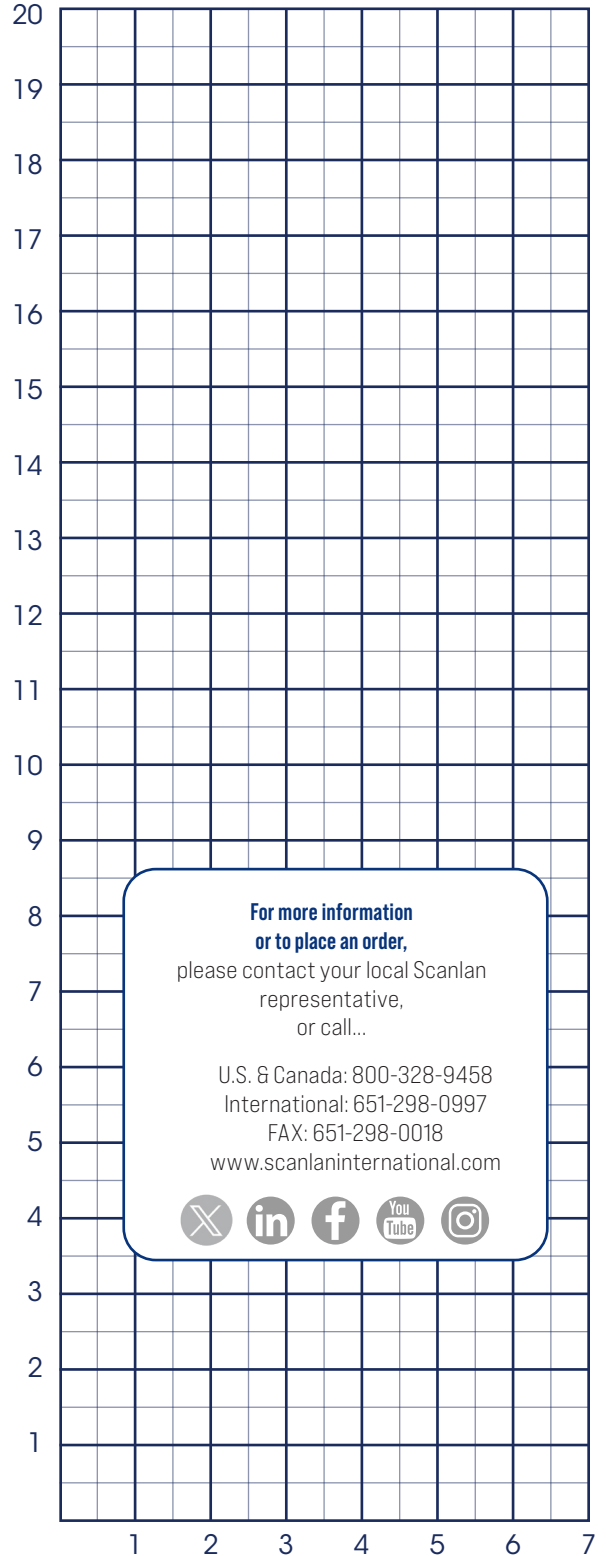 20
19
18
17
16
15
14
13
12
11
10
9
8
7
6
5
4
3
2
1
For more information
or to place an order,
please contact your local Scanlan
representative,
or call...
U.S. & Canada: 800-328-9458
International: 651-298-0997
FAX: 651-298-0018
www.scanlaninternational.com
X in f You Tube
1 2 3 4 5 6 7